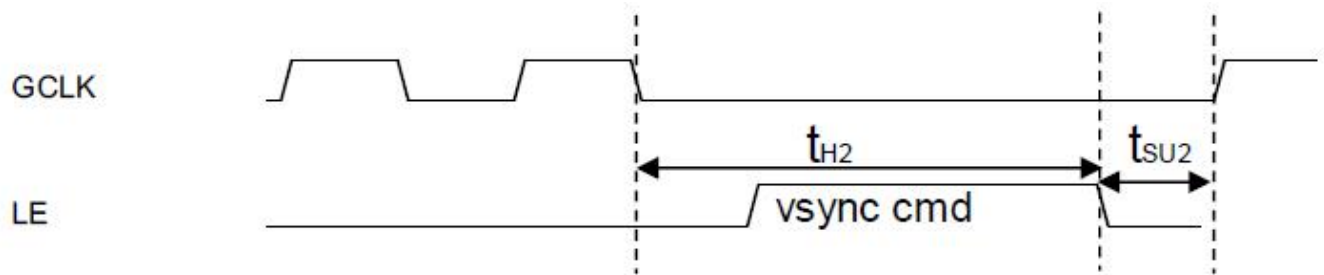 GCLK
tH2
tSU2
LE
vsync cmd